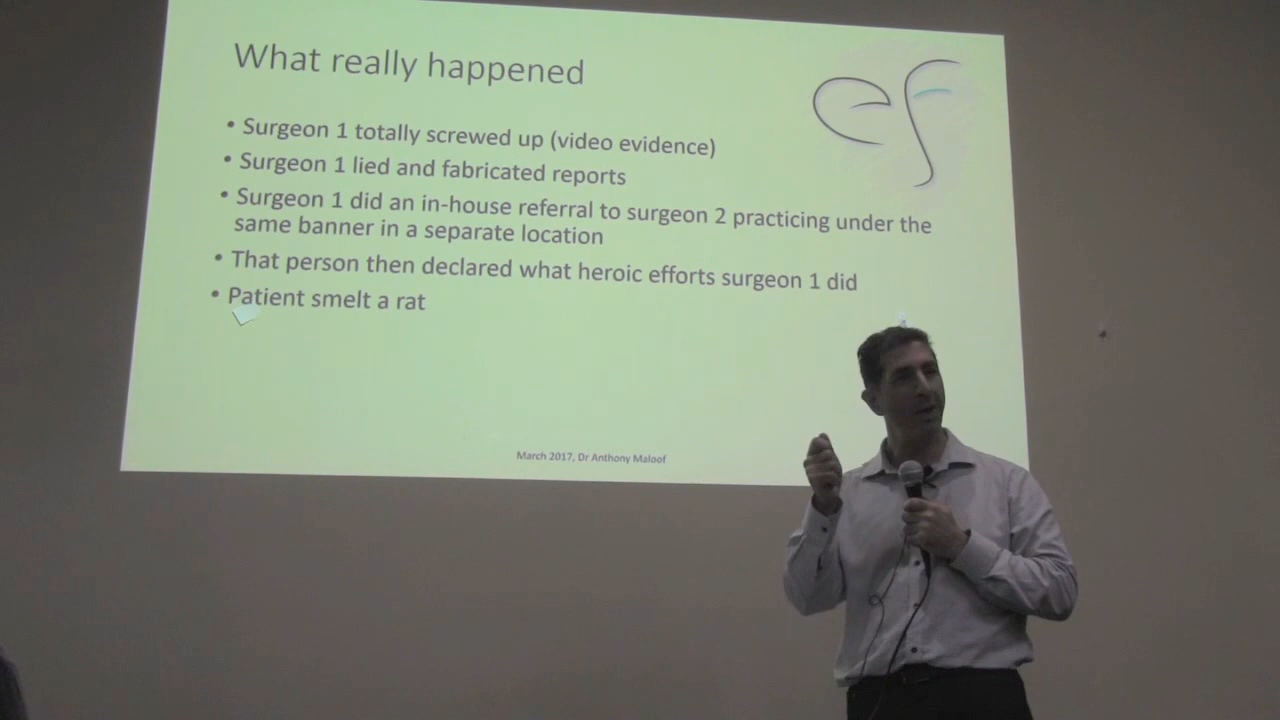 What really happened
ef
• Surgeon 1 totally screwed up (video evidence)
• Surgeon 1 lied and fabricated reports
• Surgeon 1 did an in-house referral to surgeon 2 practicing under the
same banner in a separate location
• That person then declared what heroic efforts surgeon 1 did
• Patient smelt a rat
March 2017, Dr Anthony Maloof